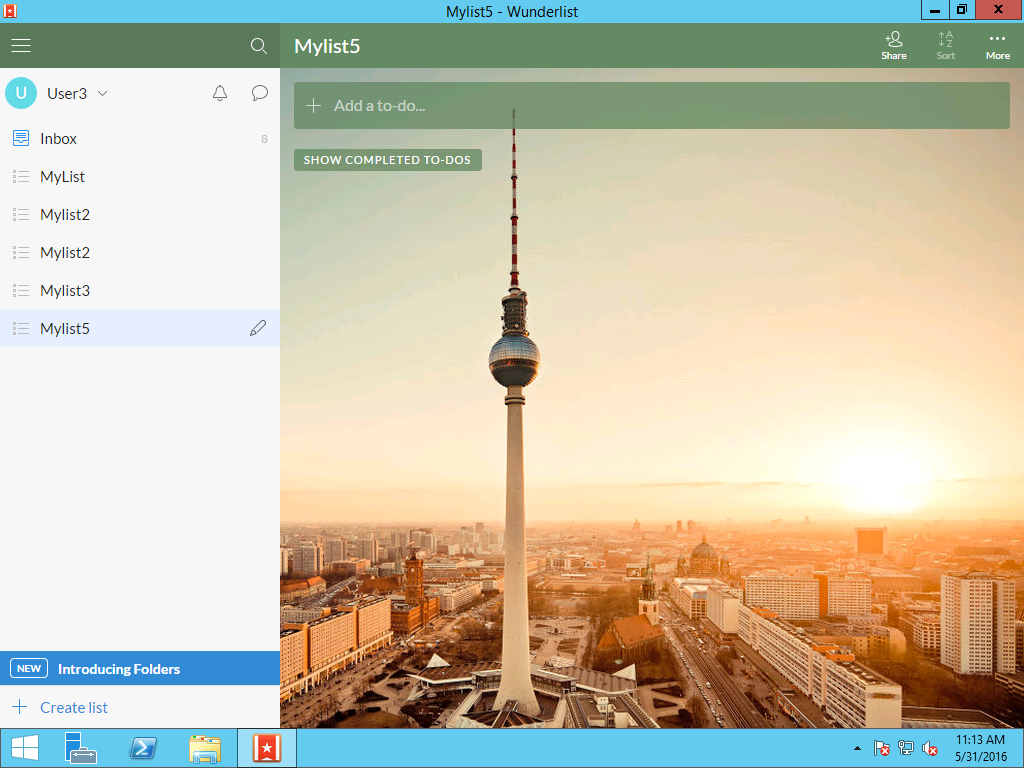 Mylist5 - Wunderlist
Mylist5
Share
Sort
More
U
User3
Inbox 8
MyList
Mylist2
Mylist2
Mylist3
Mylist5
Add a to-do...
SHOW COMPLETED TO-DOS
NEW Introducing Folders
Create list
11:13 AM
5/31/2016